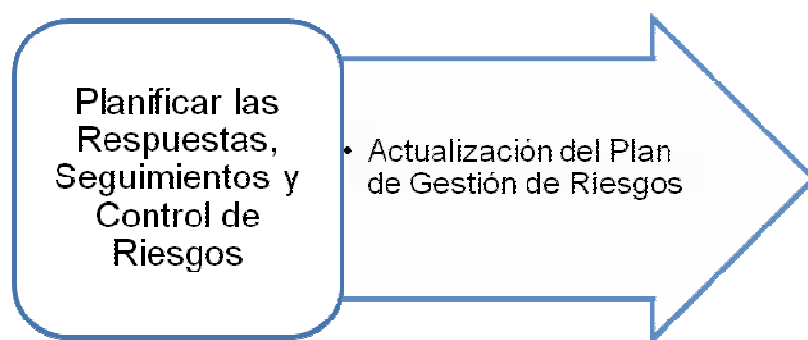 Planificar las
Respuestas,
Seguimientos y
Control de
Riesgos
• Actualización del Plan
de Gestión de Riesgos